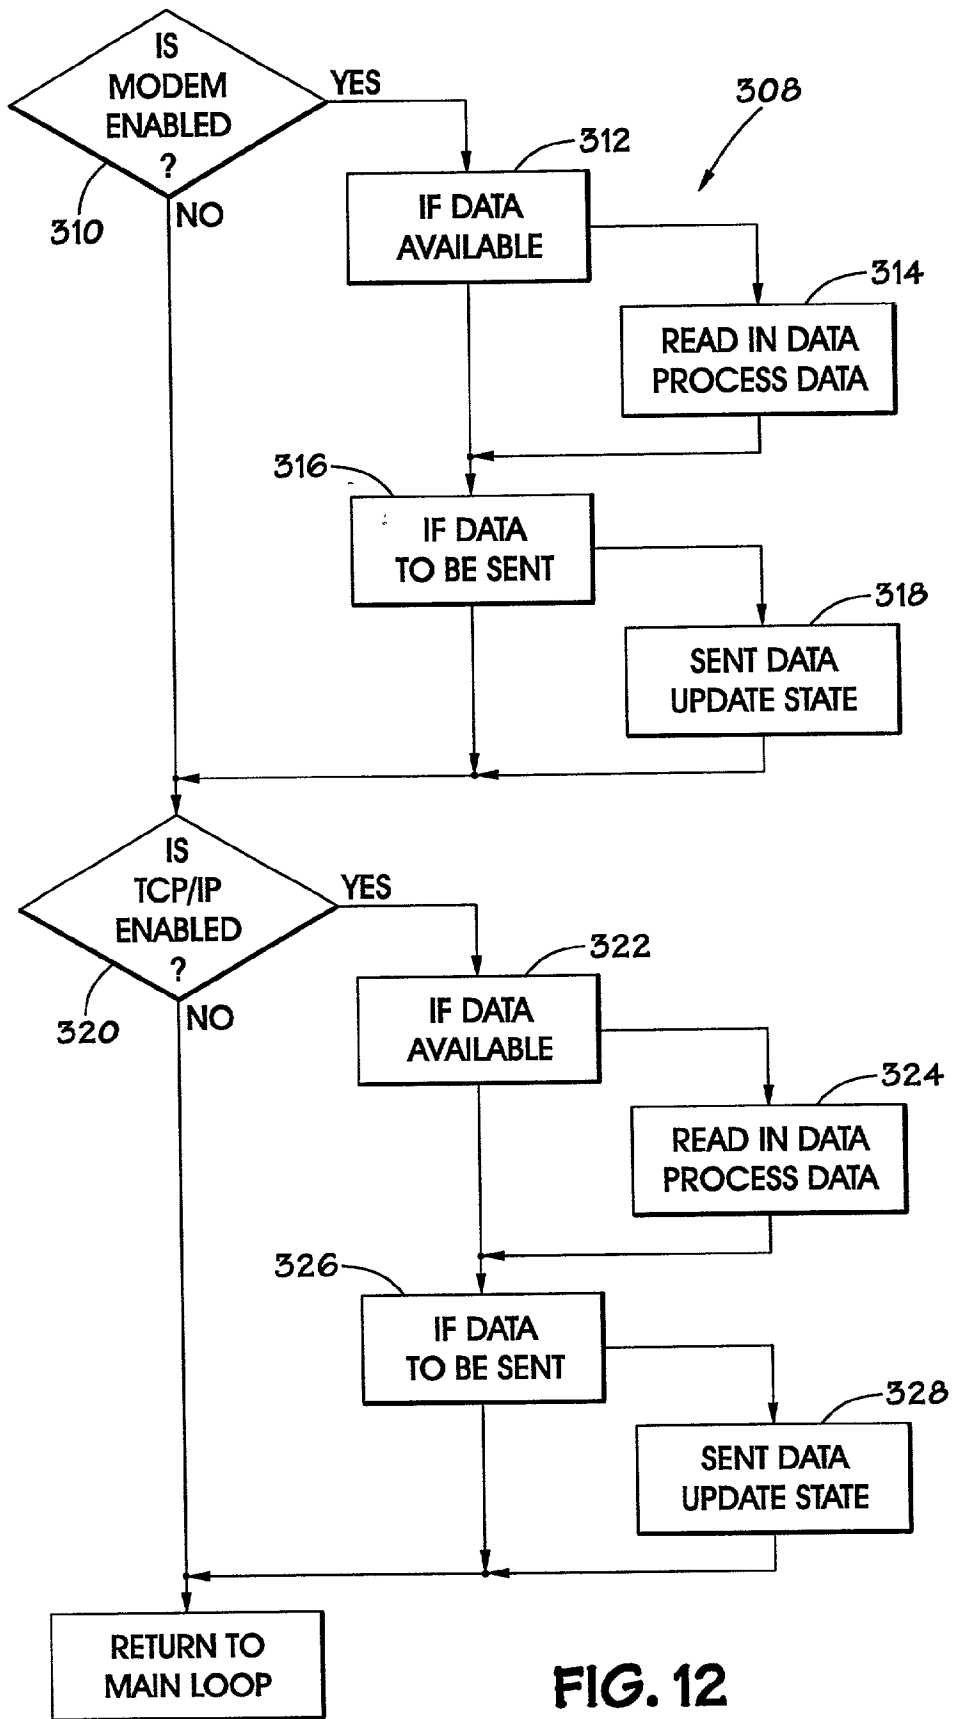 IS
MODEM
ENABLED
?
YES
310
NO
308
312
IF DATA
AVAILABLE
314
READ IN DATA
PROCESS DATA
316
IF DATA
TO BE SENT
318
SENT DATA
UPDATE STATE
IS
TCP/IP
ENABLED
?
YES
320
NO
322
IF DATA
AVAILABLE
324
READ IN DATA
PROCESS DATA
326
IF DATA
TO BE SENT
328
SENT DATA
UPDATE STATE
RETURN TO
MAIN LOOP
FIG. 12